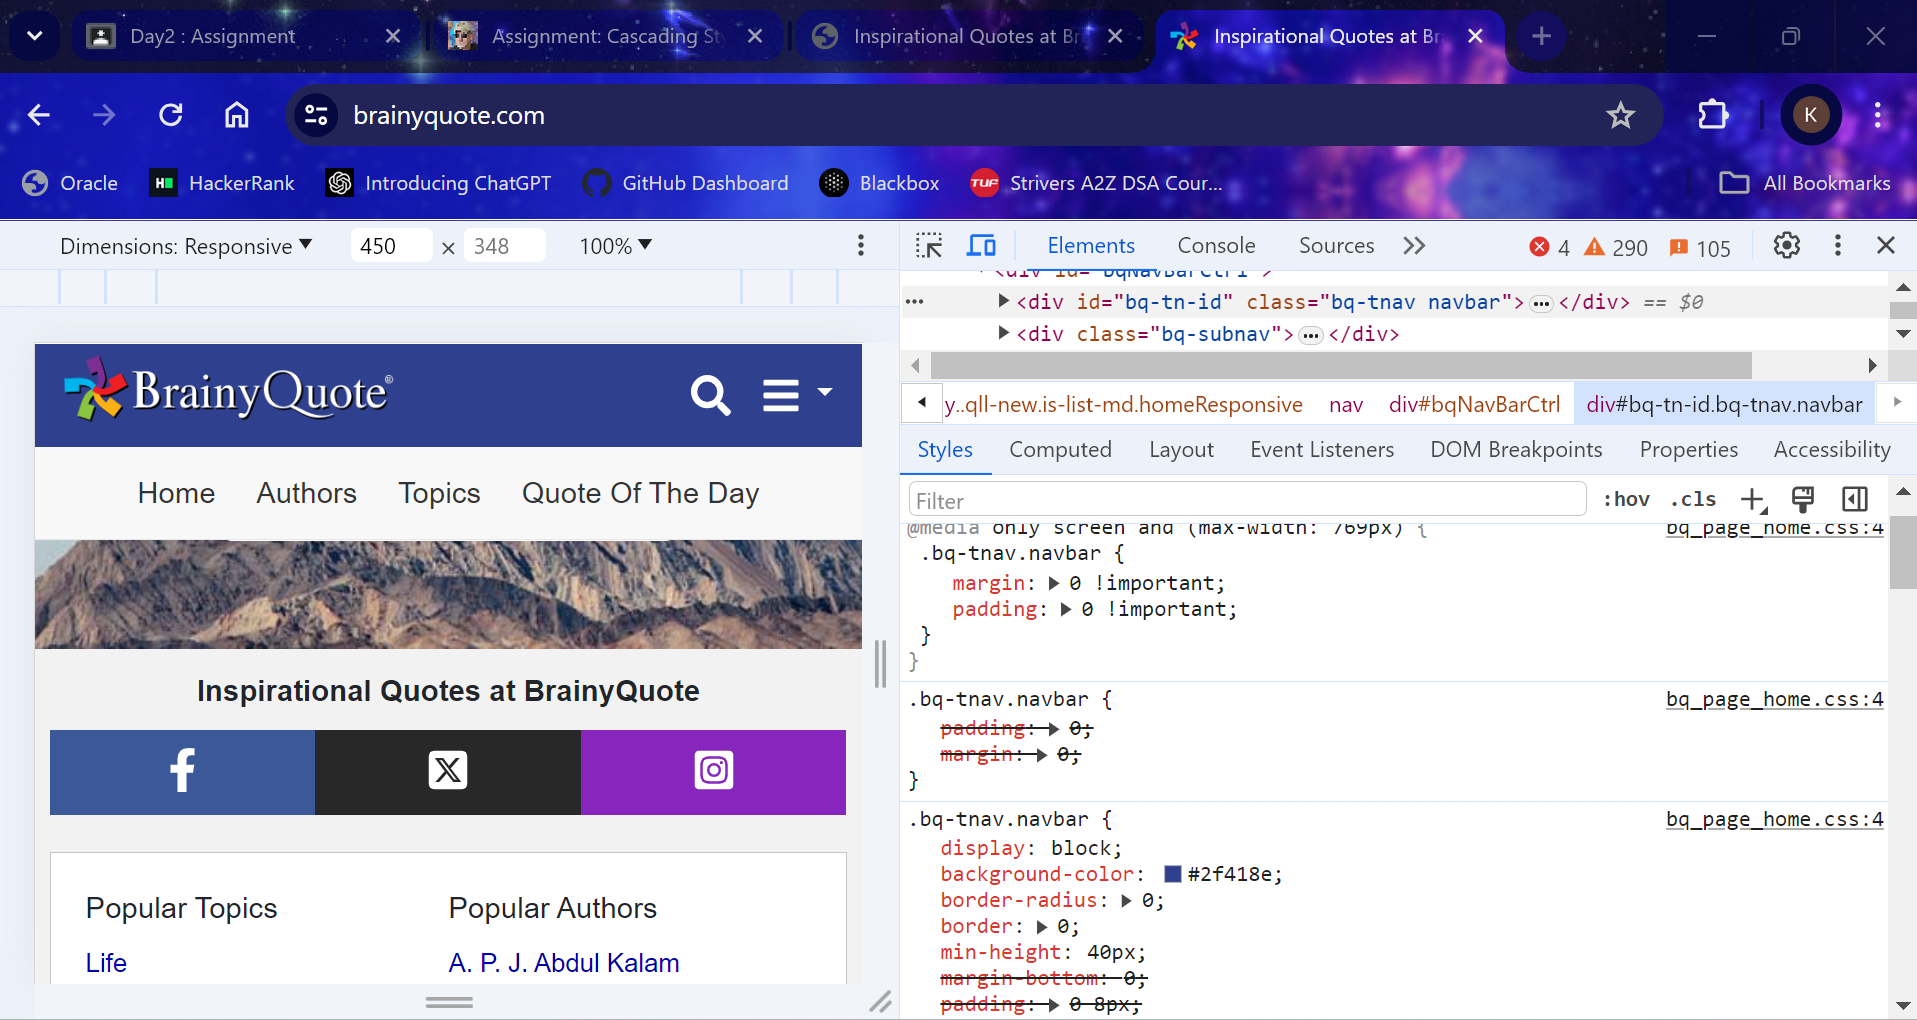 Day2 : Assignment
Assignment: Cascading St
Inspirational Quotes at Br
Inspirational Quotes at Br
brainyquote.com
K
Oracle
HackerRank
Introducing ChatGPT
GitHub Dashboard
Blackbox
TUF
Strivers A2Z DSA Cour...
All Bookmarks
Dimensions: Responsive
450 × 348
100%
BrainyQuote®
Home Authors Topics Quote Of The Day
Inspirational Quotes at BrainyQuote
Popular Topics
Popular Authors
Life
A. P. J. Abdul Kalam
Elements Console Sources
4 290 105
<div id="bqNavBarCtrl">
... <div id="bq-tn-id" class="bq-tnav navbar"> ... </div> == $0
<div class="bq-subnav"> ... </div>
y..qll-new.is-list-md.homeResponsive nav div#bqNavBarCtrl div#bq-tn-id.bq-tnav.navbar
Styles Computed Layout Event Listeners DOM Breakpoints Properties Accessibility
Filter
:hov .cls
@media only screen and (max-width: 769px) { bq_page_home.css:4
.bq-tnav.navbar {
margin: 0 !important;
padding: 0 !important;
}
}
.bq-tnav.navbar { bq_page_home.css:4
padding: 0;
margin: 0;
}
.bq-tnav.navbar { bq_page_home.css:4
display: block;
background-color: #2f418e;
border-radius: 0;
border: 0;
min-height: 40px;
margin-bottom: 0;
padding: 0 8px;